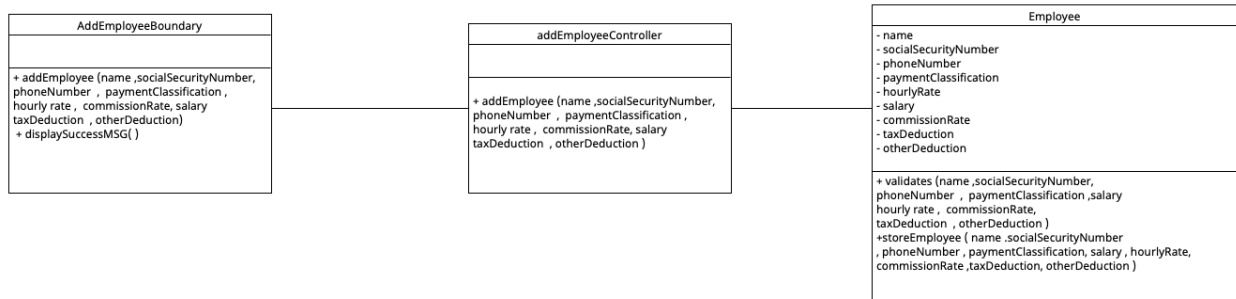 AddEmployeeBoundary
+ addEmployee (name ,socialSecurityNumber,
phoneNumber , paymentClassification ,
hourly rate , commissionRate, salary
taxDeduction , otherDeduction)
+ displaySuccessMSG( )
addEmployeeController
+ addEmployee (name ,socialSecurityNumber,
phoneNumber , paymentClassification ,
hourly rate , commissionRate, salary
taxDeduction , otherDeduction )
Employee
- name
- socialSecurityNumber
- phoneNumber
- paymentClassification
- hourlyRate
- salary
- commissionRate
- taxDeduction
- otherDeduction
+ validates (name ,socialSecurityNumber,
phoneNumber , paymentClassification ,salary
hourly rate , commissionRate,
taxDeduction , otherDeduction )
+storeEmployee ( name .socialSecurityNumber
, phoneNumber , paymentClassification, salary , hourlyRate,
commissionRate ,taxDeduction, otherDeduction )